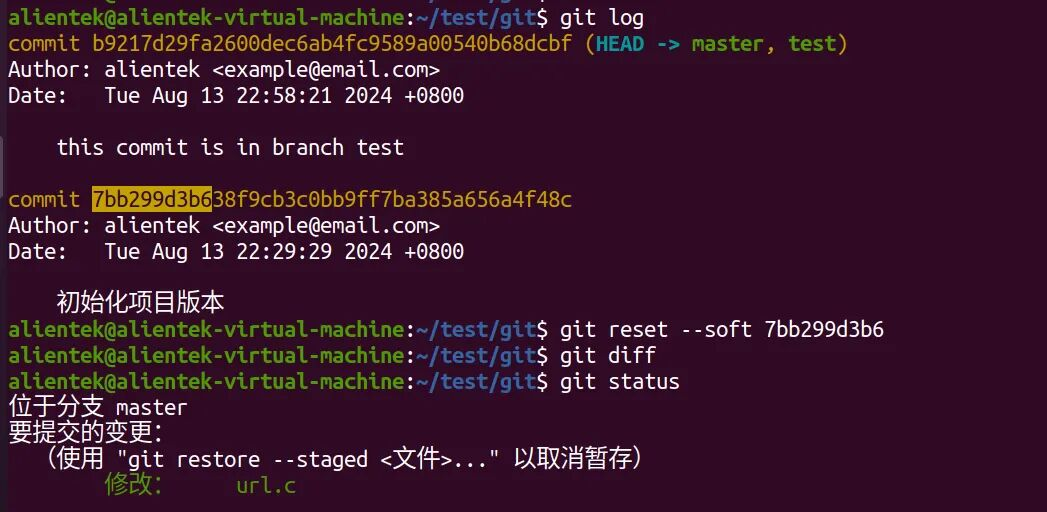 alientek@alientek-virtual-machine:~/test/git$ git log
commit b9217d29fa2600dec6ab4fc9589a00540b68dcbf (HEAD -> master, test)
Author: alientek <example@email.com>
Date:   Tue Aug 13 22:58:21 2024 +0800
this commit is in branch test
commit 7bb299d3b638f9cb3c0bb9ff7ba385a656a4f48c
Author: alientek <example@email.com>
Date:   Tue Aug 13 22:29:29 2024 +0800
初始化项目版本
alientek@alientek-virtual-machine:~/test/git$ git reset --soft 7bb299d3b6
alientek@alientek-virtual-machine:~/test/git$ git diff
alientek@alientek-virtual-machine:~/test/git$ git status
位于分支 master
要提交的变更：
（使用 "git restore --staged <文件>..." 以取消暂存）
修改：     url.c